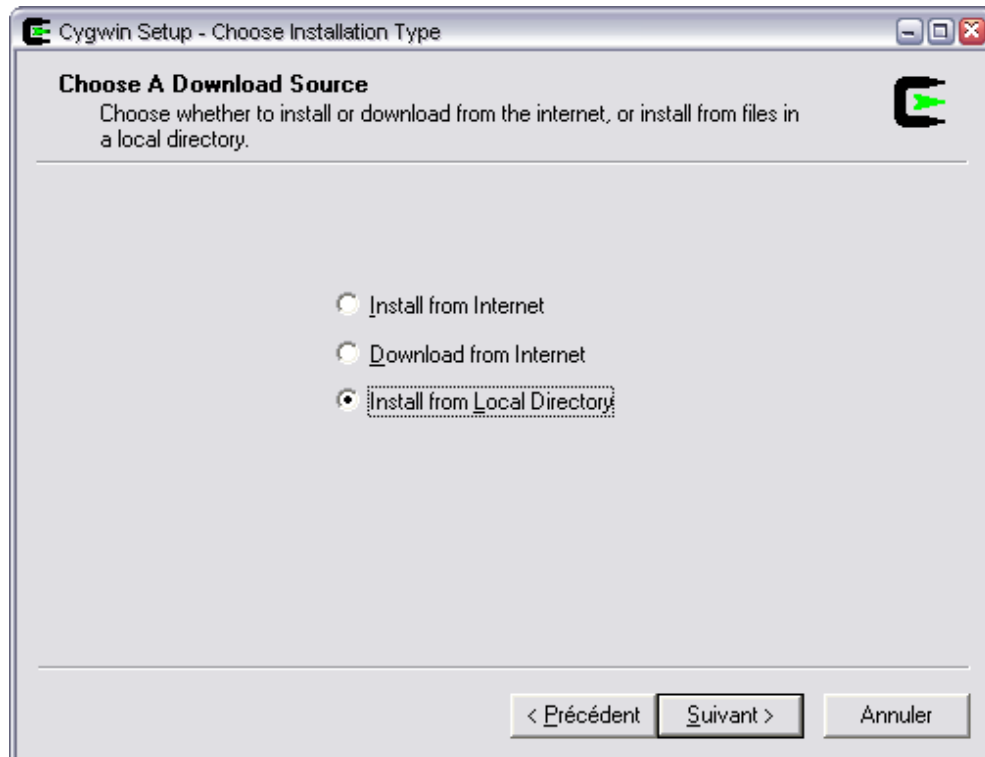 Cygwin Setup - Choose Installation Type
Choose A Download Source
Choose whether to install or download from the internet, or install from files in
a local directory.
Install from Internet
Download from Internet
Install from Local Directory
< Précédent
Suivant >
Annuler